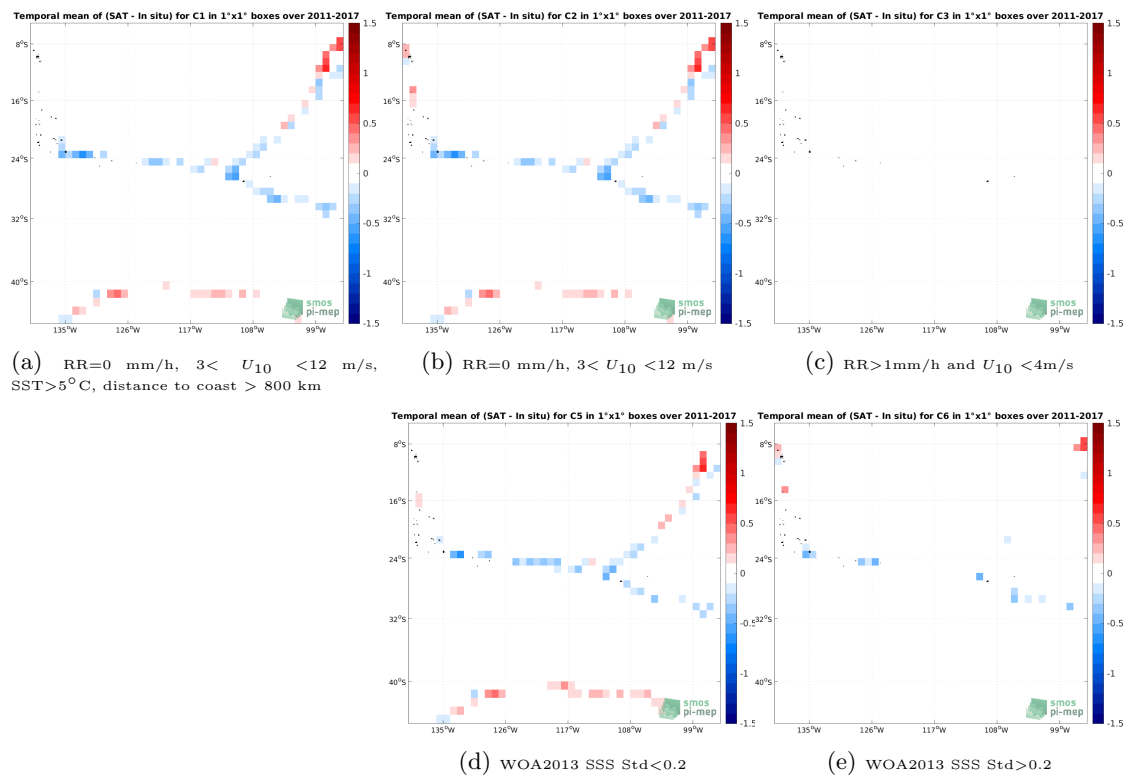 Temporal mean of (SAT - In situ) for C1 in 1°x1° boxes over 2011-2017
8°S
16°S
24°S
32°S
40°S
135°W 126°W 117°W 108°W 99°W
1.5
1
0.5
0
-0.5
-1
-1.5
smos
pi-mep
(a) RR=0 mm/h, 3< U10 <12 m/s,
SST>5°C, distance to coast > 800 km
Temporal mean of (SAT - In situ) for C2 in 1°x1° boxes over 2011-2017
8°S
16°S
24°S
32°S
40°S
135°W 126°W 117°W 108°W 99°W
1.5
1
0.5
0
-0.5
-1
-1.5
smos
pi-mep
(b) RR=0 mm/h, 3< U10 <12 m/s
Temporal mean of (SAT - In situ) for C3 in 1°x1° boxes over 2011-2017
8°S
16°S
24°S
32°S
40°S
135°W 126°W 117°W 108°W 99°W
1.5
1
0.5
0
-0.5
-1
-1.5
smos
pi-mep
(c) RR>1mm/h and U10 <4m/s
Temporal mean of (SAT - In situ) for C5 in 1°x1° boxes over 2011-2017
8°S
16°S
24°S
32°S
40°S
135°W 126°W 117°W 108°W 99°W
1.5
1
0.5
0
-0.5
-1
-1.5
smos
pi-mep
(d) WOA2013 SSS Std<0.2
Temporal mean of (SAT - In situ) for C6 in 1°x1° boxes over 2011-2017
8°S
16°S
24°S
32°S
40°S
135°W 126°W 117°W 108°W 99°W
1.5
1
0.5
0
-0.5
-1
-1.5
smos
pi-mep
(e) WOA2013 SSS Std>0.2